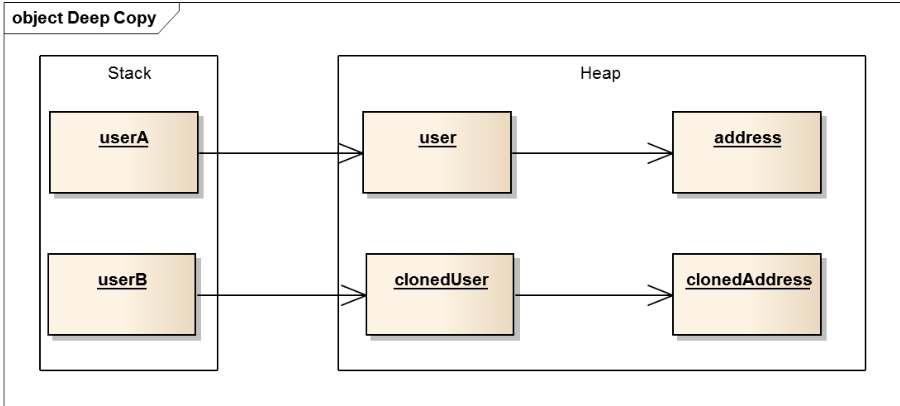 object Deep Copy
Stack
Heap
userA
user
address
userB
clonedUser
clonedAddress